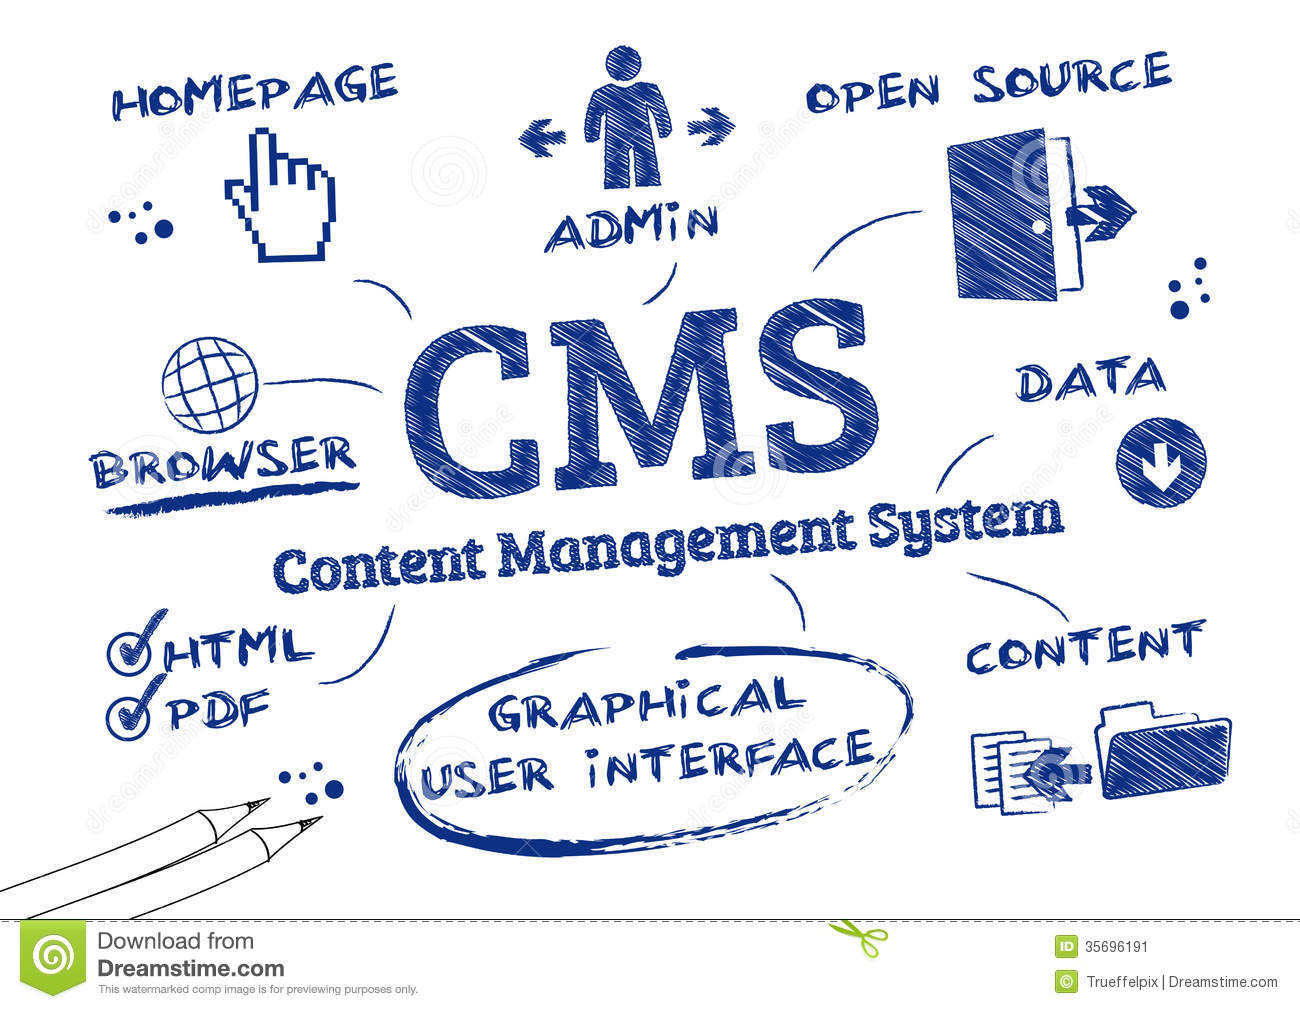 HOMEPAGE
ADMiN
OPEN SOURCE
CMS
DATA
BROWSER
Content Management System
HTML
PDF
GRAPHiCAL
USER iNTERFACE
CONTENT
Download from
Dreamstime.com
This watermarked comp image is for previewing purposes only.
ID 35696191
© Trueffelpix | Dreamstime.com